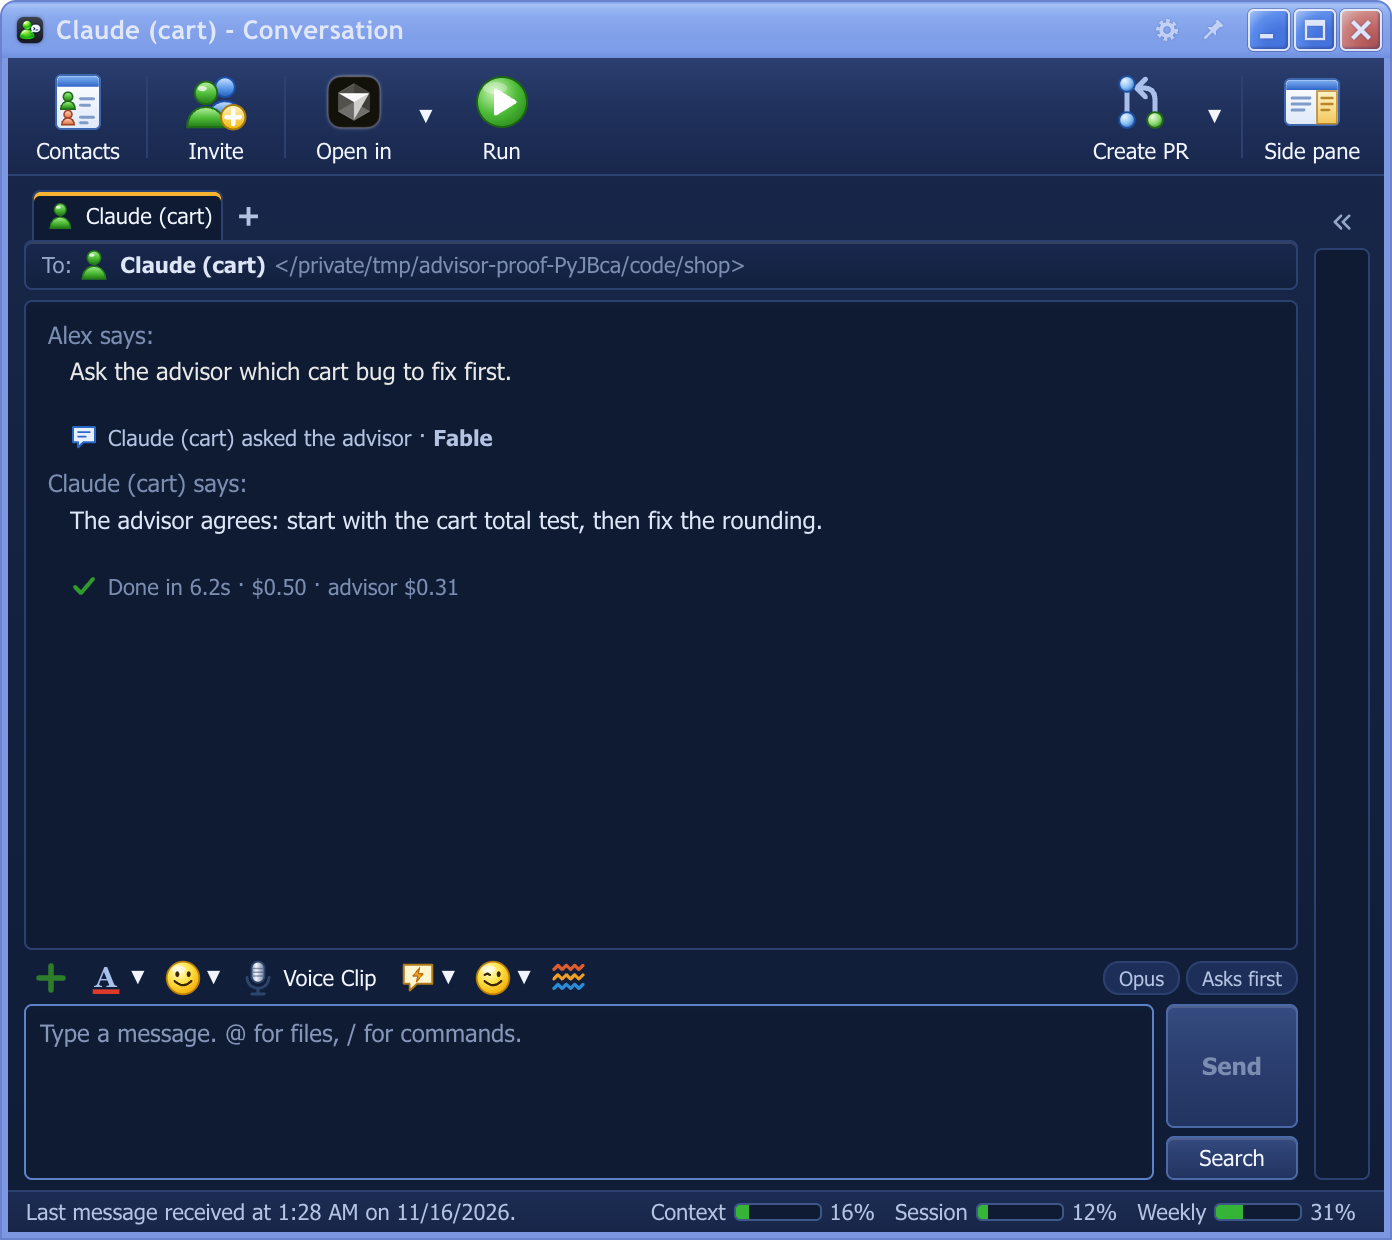 Claude (cart) - Conversation
Contacts
Invite
Open in
Run
Create PR
Side pane
Claude (cart)
To: Claude (cart) </private/tmp/advisor-proof-PyJBca/code/shop>
Alex says:
Ask the advisor which cart bug to fix first.
Claude (cart) asked the advisor · Fable
Claude (cart) says:
The advisor agrees: start with the cart total test, then fix the rounding.
Done in 6.2s · $0.50 · advisor $0.31
A
Voice Clip
Opus
Asks first
Type a message. @ for files, / for commands.
Send
Search
Last message received at 1:28 AM on 11/16/2026.
Context 16% Session 12% Weekly 31%